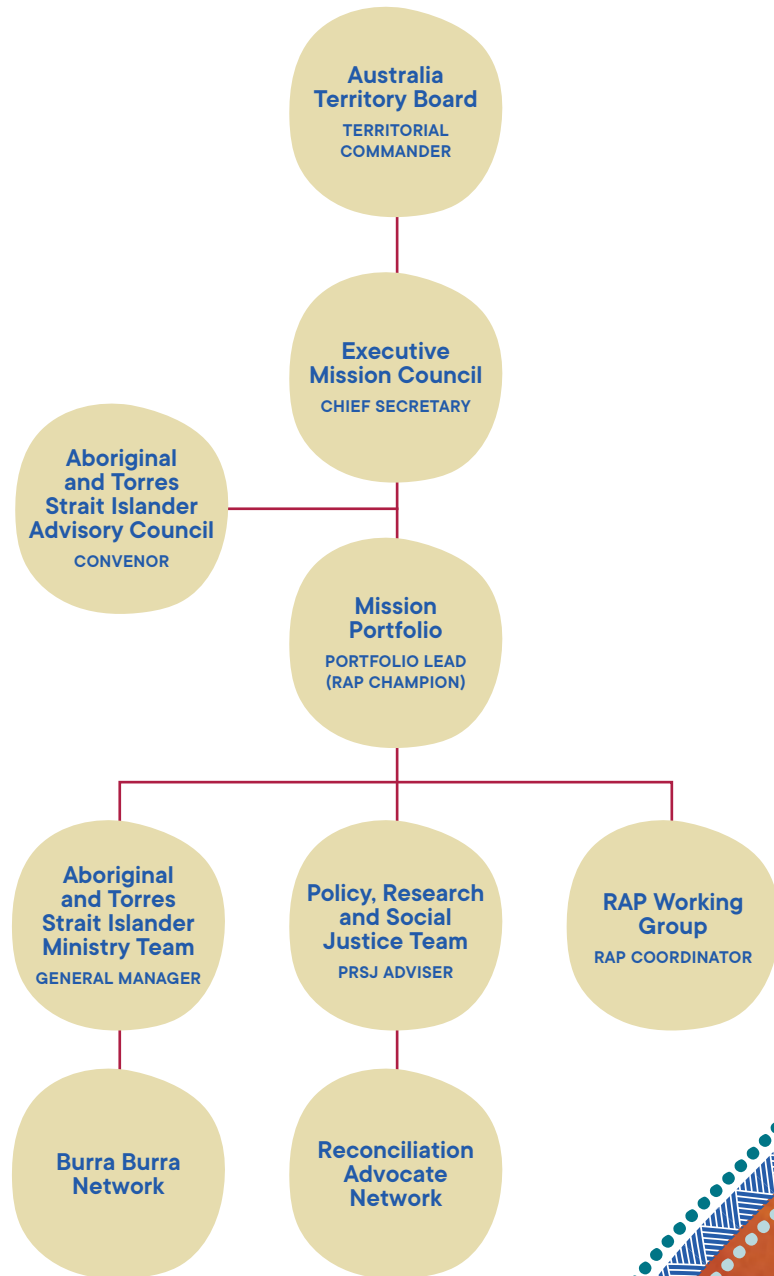 Australia
Territory Board
TERRITORIAL
COMMANDER
Executive
Mission Council
CHIEF SECRETARY
Aboriginal
and Torres
Strait Islander
Advisory Council
CONVENOR
Mission
Portfolio
PORTFOLIO LEAD
(RAP CHAMPION)
Aboriginal
and Torres
Strait Islander
Ministry Team
GENERAL MANAGER
Policy, Research
and Social
Justice Team
PRSJ ADVISER
RAP Working
Group
RAP COORDINATOR
Burra Burra
Network
Reconciliation
Advocate
Network